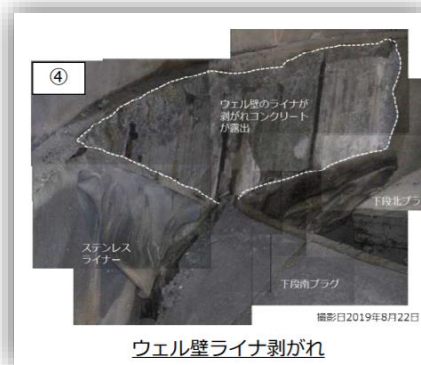 ④
ウェル壁のライナが
剥がれコンクリート
が露出
下段北プラ
ステンレス
ライナー
下段南プラグ
撮影日2019年8月22日
ウェル壁ライナ剥がれ